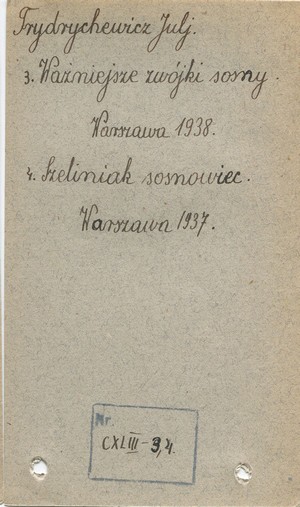 Frydrychewicz Julj.
3. Ważniejsze zwójki sosny.
Warszawa 1938.
4. Szeliniak sosnowiec.
Warszawa 1937.
Nr.
CXLIII-3,4.